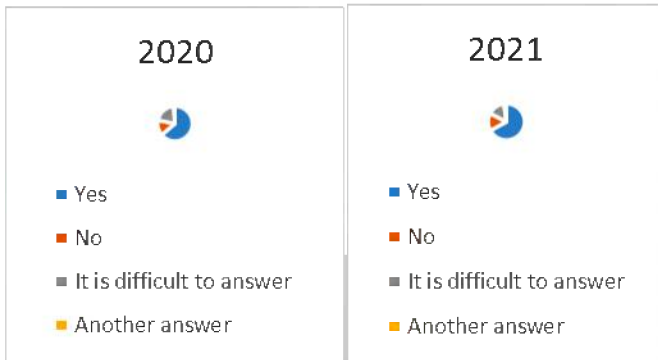 2020
Yes
No
It is difficult to answer
Another answer
2021
Yes
No
It is difficult to answer
Another answer